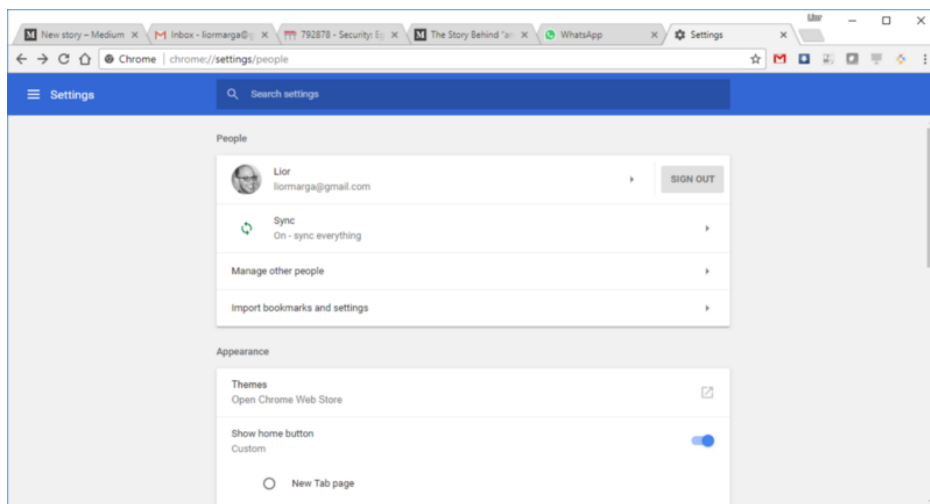 Lior
New story – Medium
Inbox - liormarga@
792878 - Security: Eg
The Story Behind "a
WhatsApp
Settings
Chrome | chrome://settings/people
Settings
Search settings
People
Lior
liormarga@gmail.com
SIGN OUT
Sync
On - sync everything
Manage other people
Import bookmarks and settings
Appearance
Themes
Open Chrome Web Store
Show home button
Custom
New Tab page